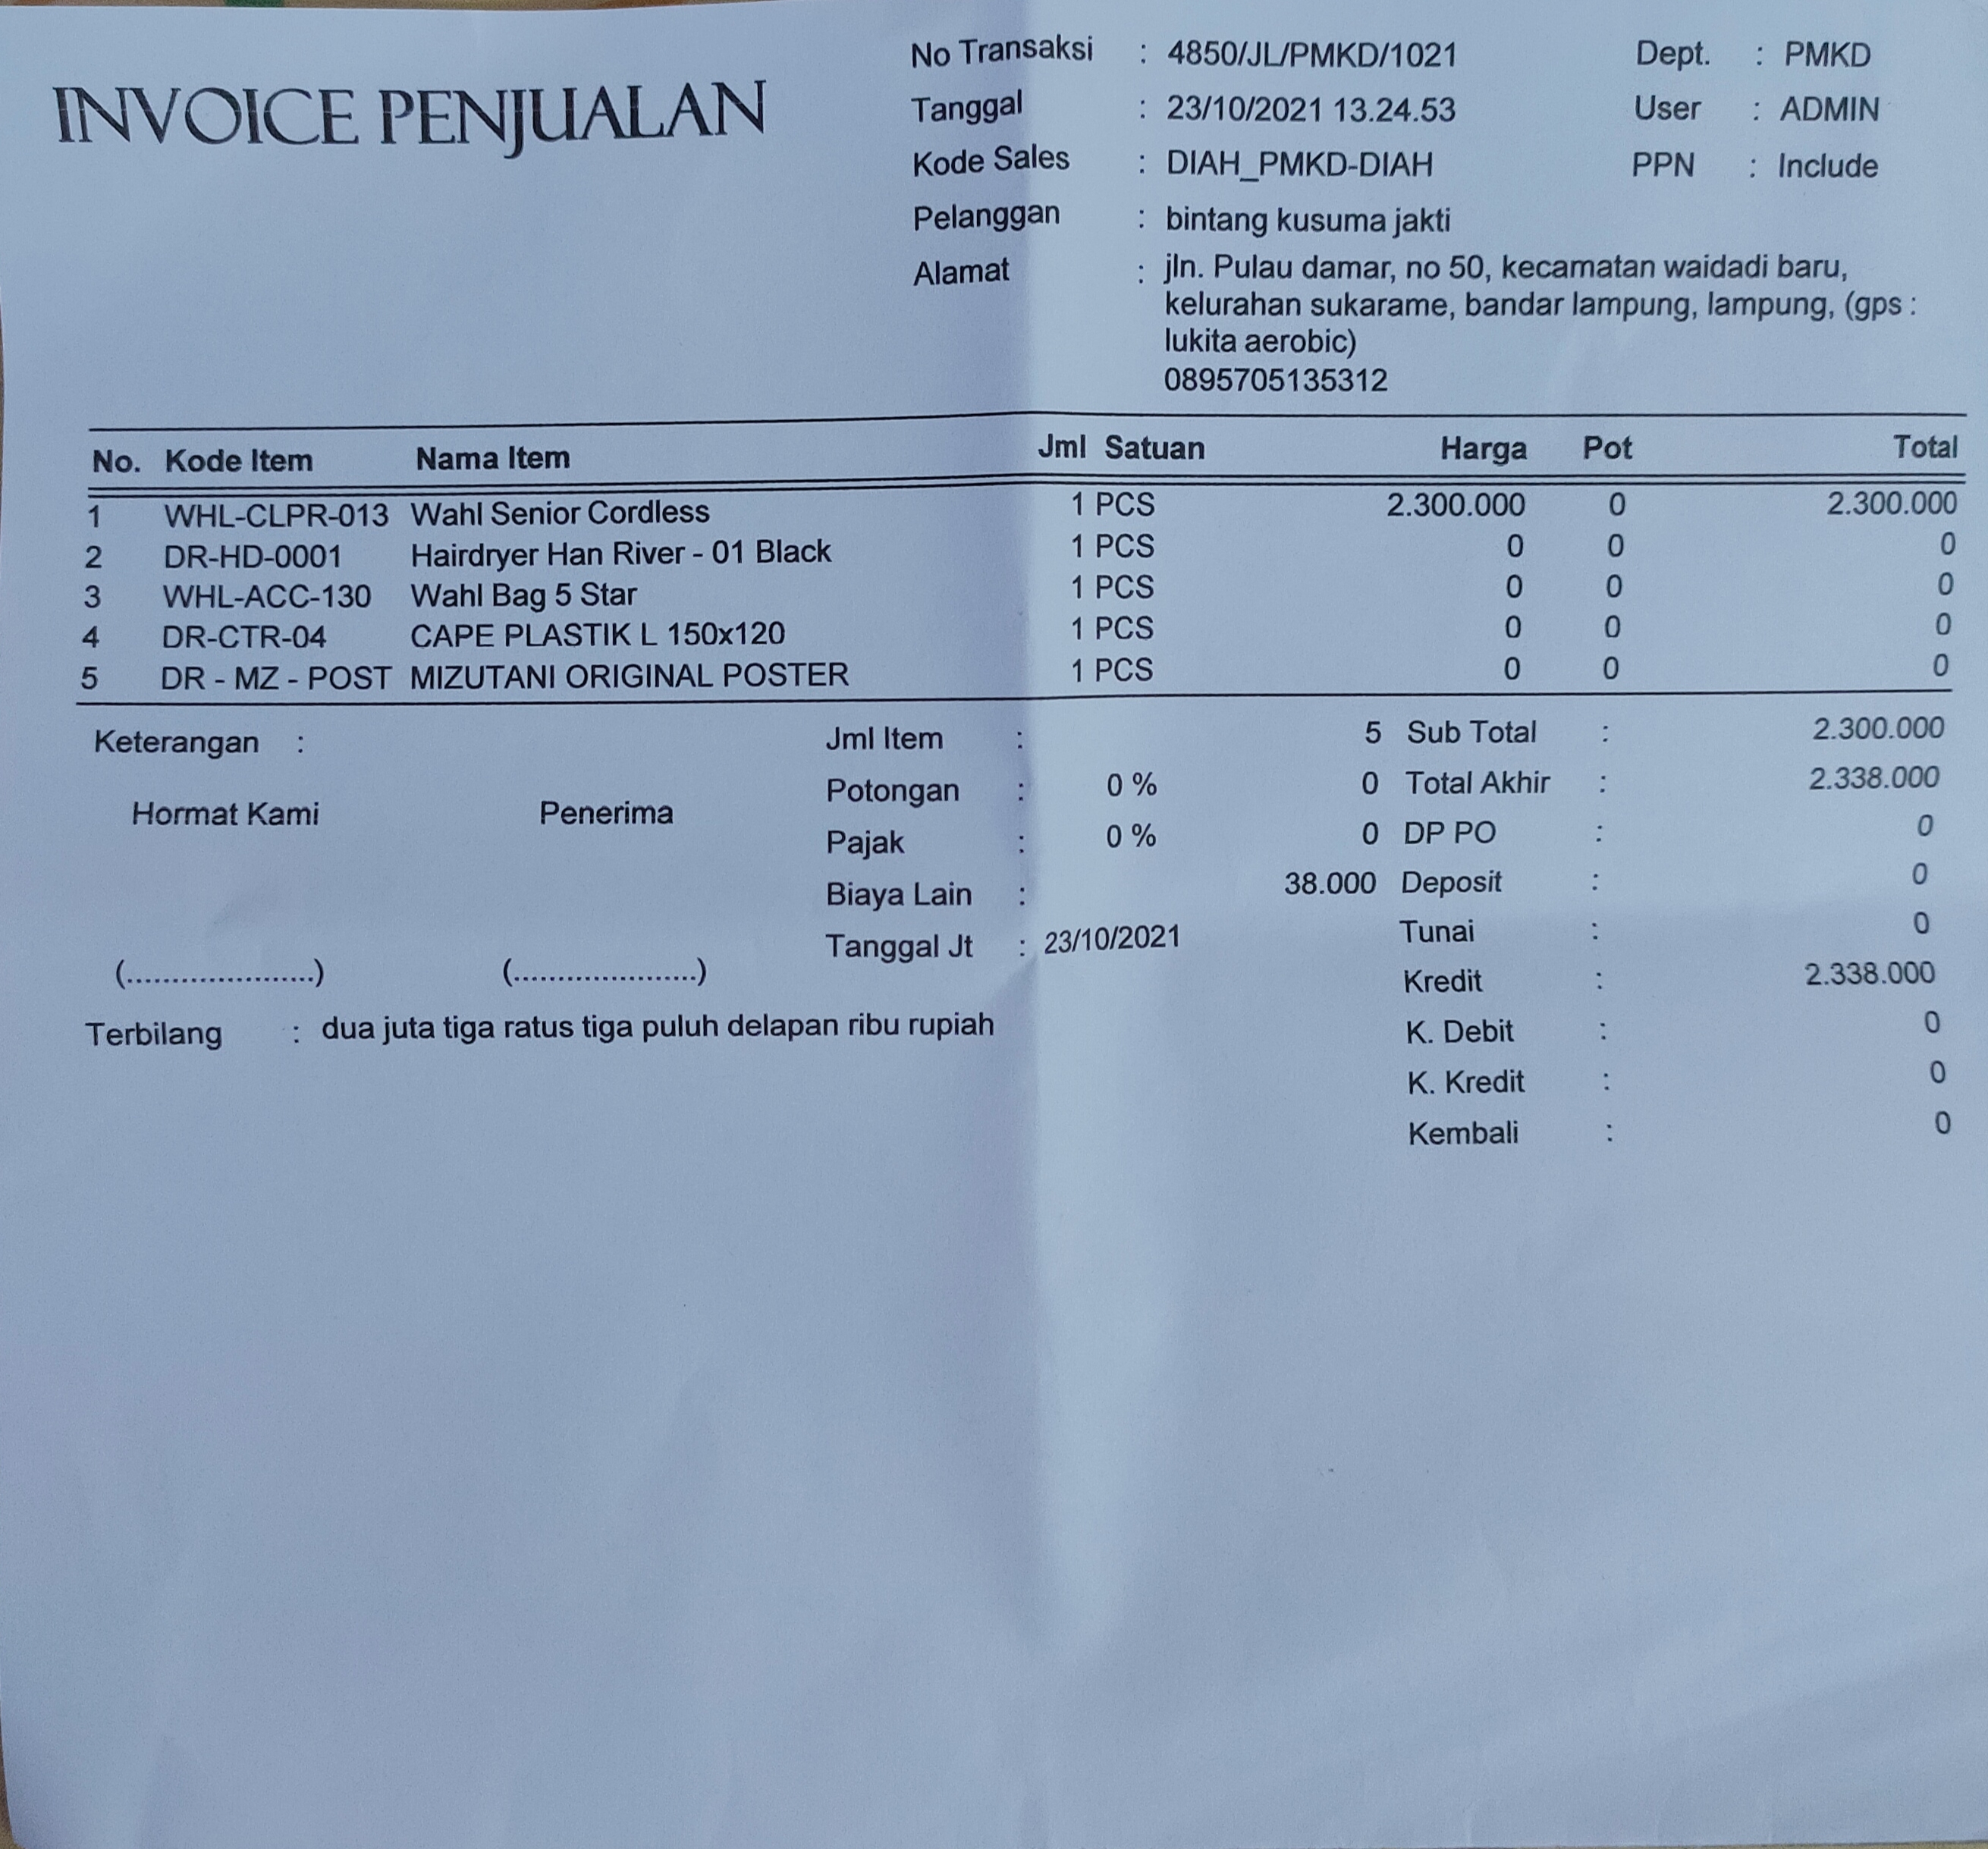 INVOICE PENJUALAN
No Transaksi : 4850/JL/PMKD/1021 Dept. : PMKD
Tanggal : 23/10/2021 13.24.53 User : ADMIN
Kode Sales : DIAH_PMKD-DIAH PPN : Include
Pelanggan : bintang kusuma jakti
Alamat : jln. Pulau damar, no 50, kecamatan waidadi baru,
kelurahan sukarame, bandar lampung, lampung, (gps :
lukita aerobic)
0895705135312
No. Kode Item Nama Item Jml Satuan Harga Pot Total
1 WHL-CLPR-013 Wahl Senior Cordless 1 PCS 2.300.000 0 2.300.000
2 DR-HD-0001 Hairdryer Han River - 01 Black 1 PCS 0 0 0
3 WHL-ACC-130 Wahl Bag 5 Star 1 PCS 0 0 0
4 DR-CTR-04 CAPE PLASTIK L 150x120 1 PCS 0 0 0
5 DR - MZ - POST MIZUTANI ORIGINAL POSTER 1 PCS 0 0 0
Keterangan : Jml Item : 5 Sub Total : 2.300.000
Hormat Kami Penerima Potongan : 0 % 0 Total Akhir : 2.338.000
Pajak : 0 % 0 DP PO : 0
Biaya Lain : 38.000 Deposit : 0
(.....................) (.....................) Tanggal Jt : 23/10/2021 Tunai : 0
Kredit : 2.338.000
Terbilang : dua juta tiga ratus tiga puluh delapan ribu rupiah K. Debit : 0
K. Kredit : 0
Kembali : 0